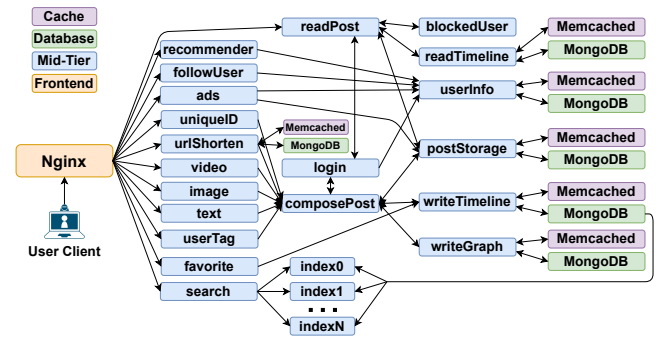 Cache
Database
Mid-Tier
Frontend
Nginx
User Client
readPost
recommender
followUser
ads
uniqueID
urlShorten
video
image
text
userTag
favorite
search
Memcached
MongoDB
login
composePost
index0
index1
...
indexN
blockedUser
readTimeline
userInfo
postStorage
writeTimeline
writeGraph
Memcached
MongoDB
Memcached
MongoDB
Memcached
MongoDB
Memcached
MongoDB
Memcached
MongoDB